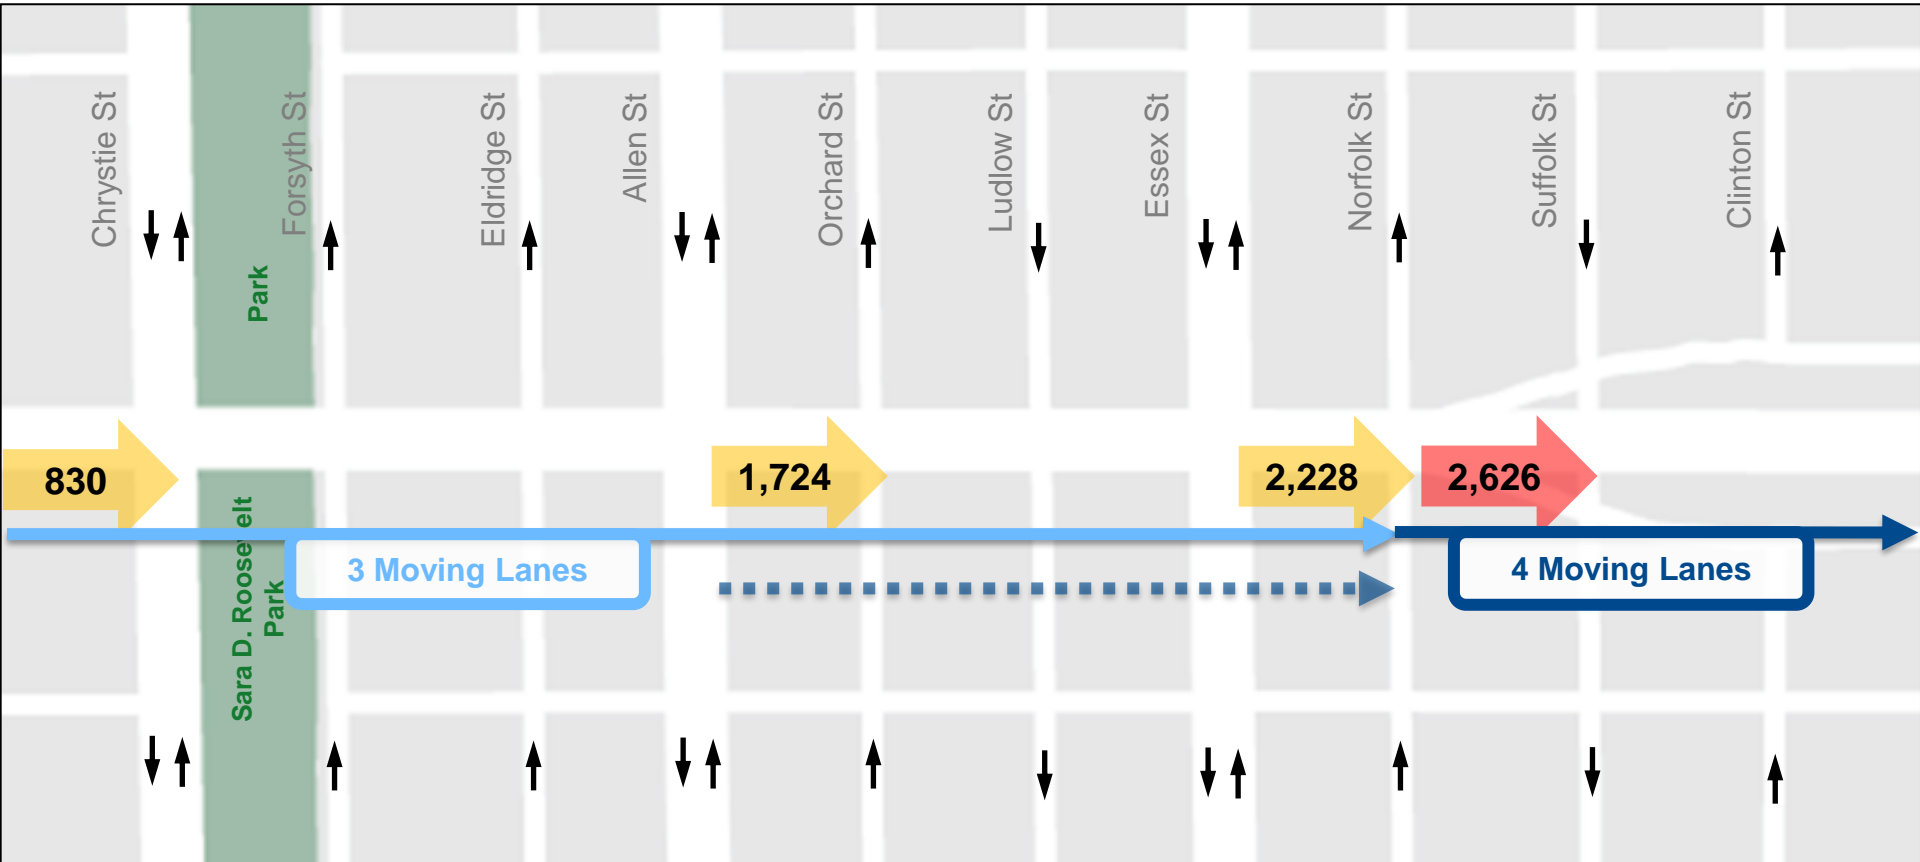 Chrystie St
Forsyth St
Eldridge St
Allen St
Orchard St
Ludlow St
Essex St
Norfolk St
Suffolk St
Clinton St
Park
830
1,724
2,228
2,626
Sara D. Roosevelt
Park
3 Moving Lanes
4 Moving Lanes